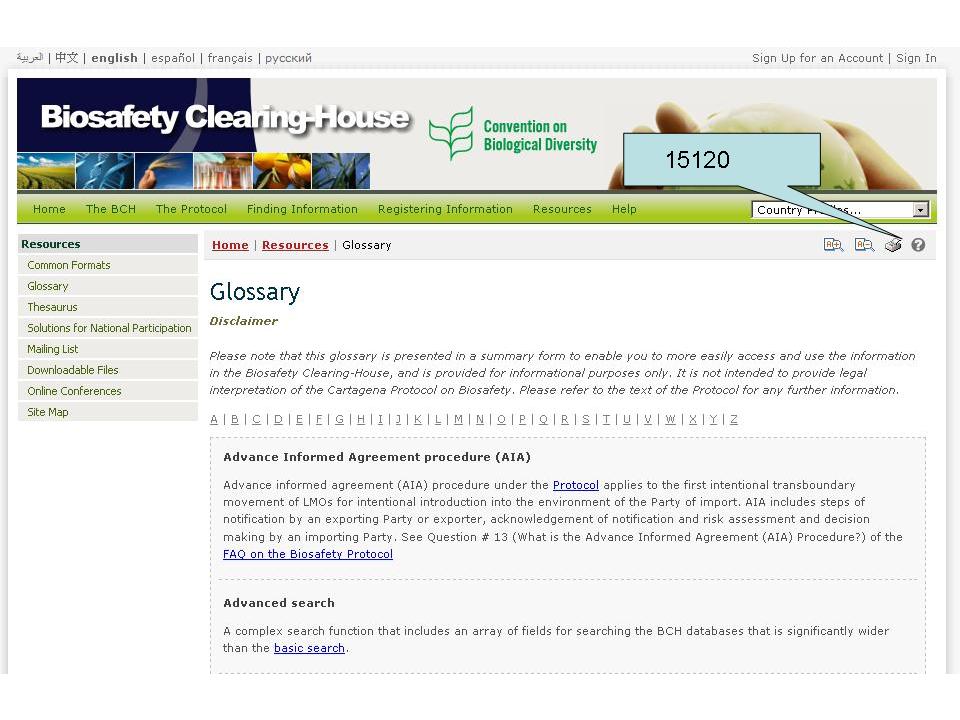 العربية | 中文 | english | español | français | русский
Sign Up for an Account | Sign In
Biosafety Clearing-House
Convention on
Biological Diversity
15120
Home The BCH The Protocol Finding Information Registering Information Resources Help
Country Profiles...
Resources
Common Formats
Glossary
Thesaurus
Solutions for National Participation
Mailing List
Downloadable Files
Online Conferences
Site Map
Home | Resources | Glossary
Glossary
Disclaimer
Please note that this glossary is presented in a summary form to enable you to more easily access and use the information
in the Biosafety Clearing-House, and is provided for informational purposes only. It is not intended to provide legal
interpretation of the Cartagena Protocol on Biosafety. Please refer to the text of the Protocol for any further information.
A | B | C | D | E | F | G | H | I | J | K | L | M | N | O | P | Q | R | S | T | U | V | W | X | Y | Z
Advance Informed Agreement procedure (AIA)
Advance informed agreement (AIA) procedure under the Protocol applies to the first intentional transboundary
movement of LMOs for intentional introduction into the environment of the Party of import. AIA includes steps of
notification by an exporting Party or exporter, acknowledgement of notification and risk assessment and decision
making by an importing Party. See Question # 13 (What is the Advance Informed Agreement (AIA) Procedure?) of the
FAQ on the Biosafety Protocol
Advanced search
A complex search function that includes an array of fields for searching the BCH databases that is significantly wider
than the basic search.